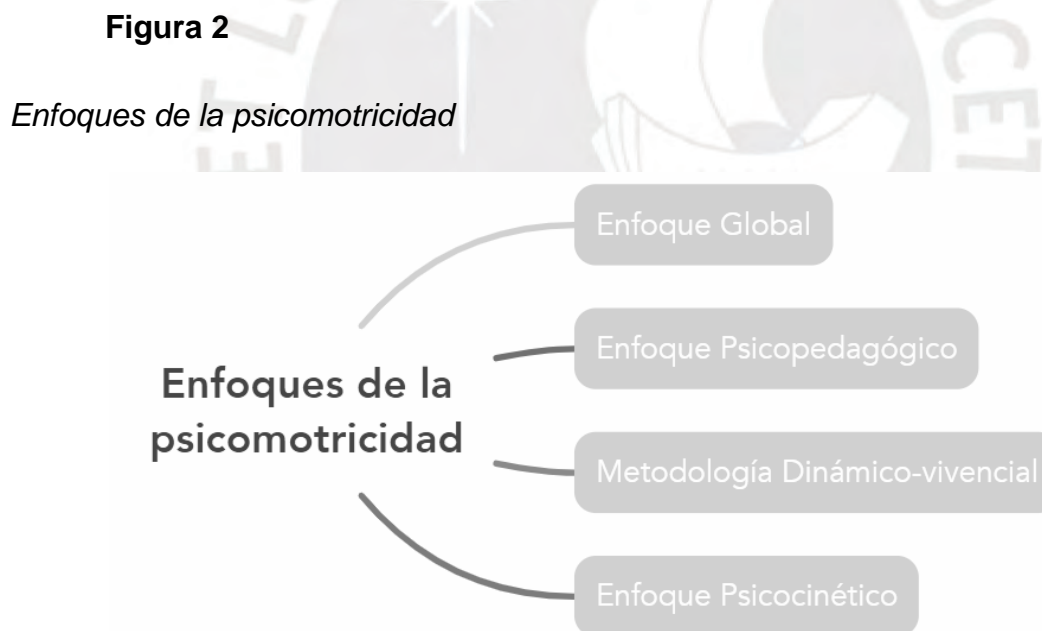 Figura 2
Enfoques de la psicomotricidad
Enfoques de la
psicomotricidad
Enfoque Global
Enfoque Psicopedagógico
Metodología Dinámico-vivencial
Enfoque Psicocinético